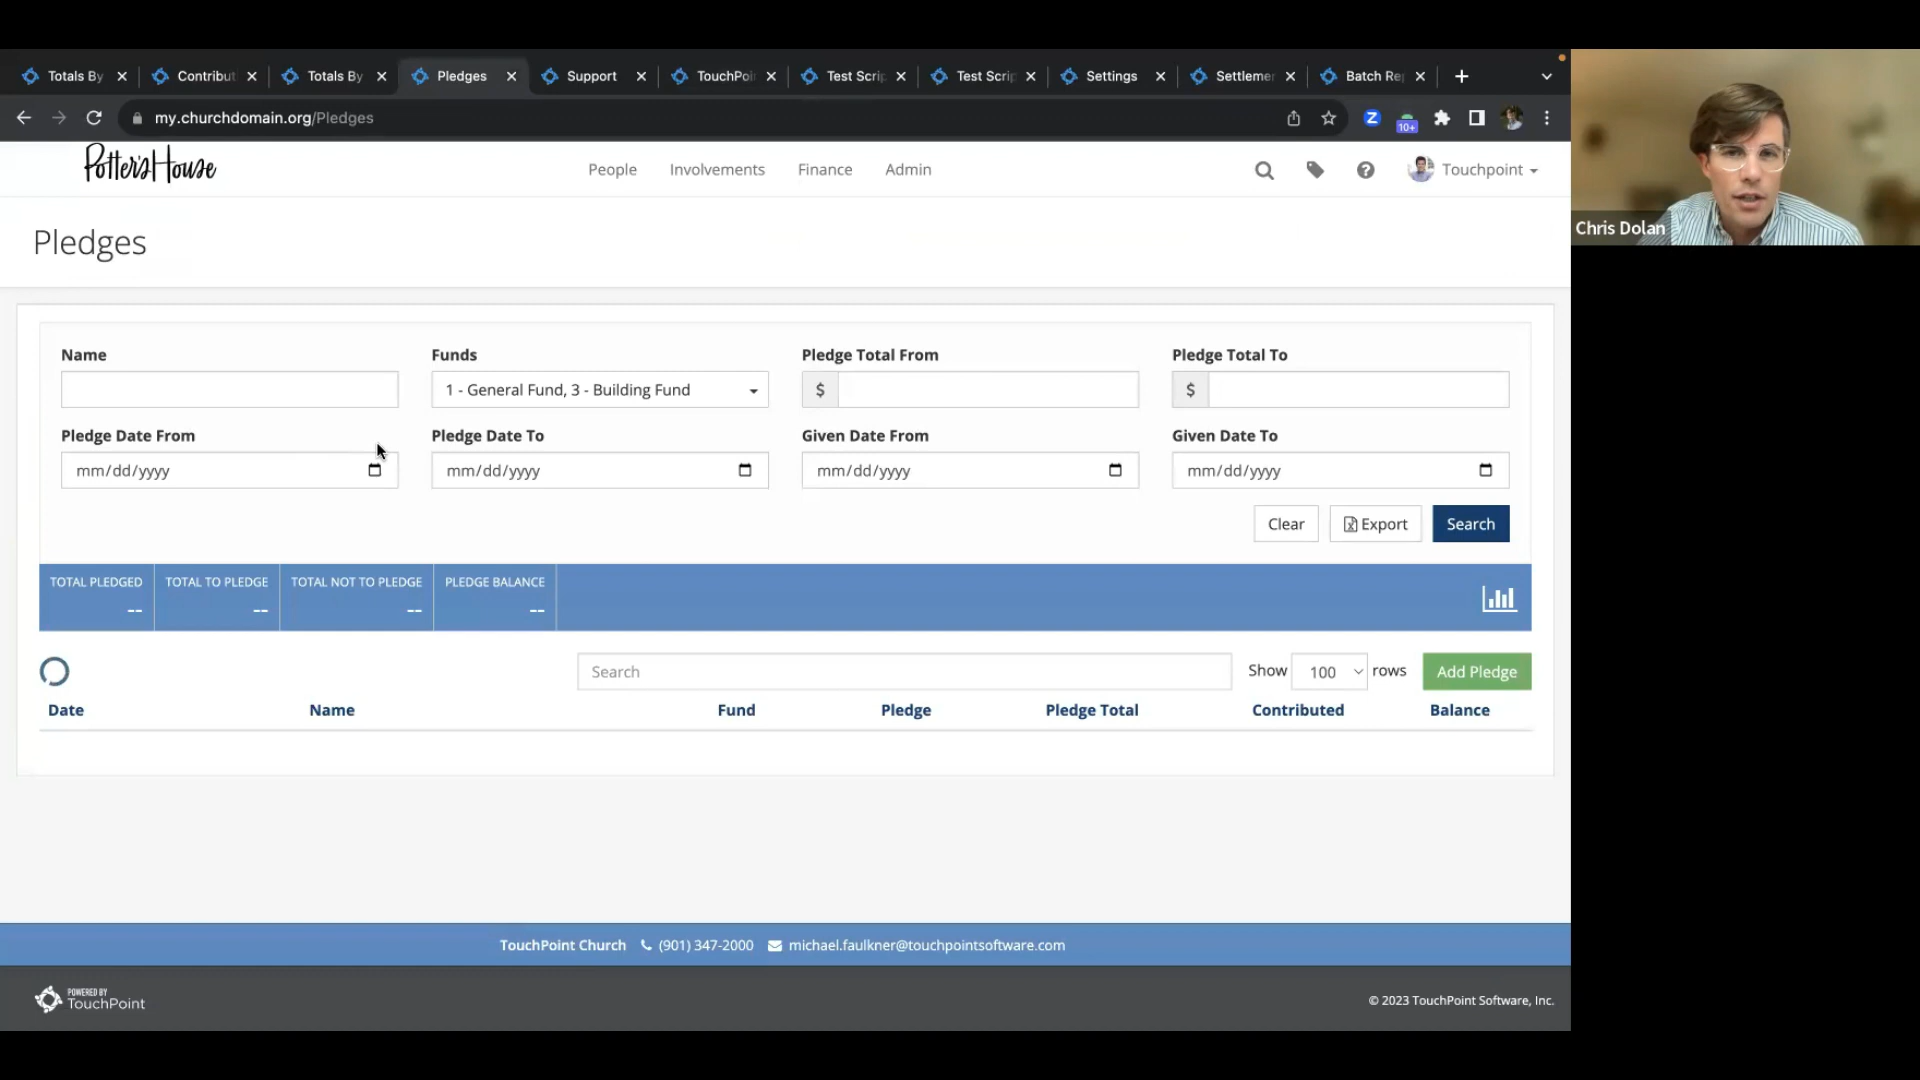 Totals By
Contribut
Totals By
Pledges
Support
TouchPoi
Test Scrip
Test Scrip
Settings
Settlemen
Batch Rep
my.churchdomain.org/Pledges
Z
10+
Potter's House
People
Involvements
Finance
Admin
Touchpoint
Chris Dolan
Pledges
Name
Funds
Pledge Total From
Pledge Total To
1 - General Fund, 3 - Building Fund
$
$
Pledge Date From
Pledge Date To
Given Date From
Given Date To
mm/dd/yyyy
mm/dd/yyyy
mm/dd/yyyy
mm/dd/yyyy
Clear
Export
Search
TOTAL PLEDGED
TOTAL TO PLEDGE
TOTAL NOT TO PLEDGE
PLEDGE BALANCE
--
--
--
--
Search
Show
100
rows
Add Pledge
Date
Name
Fund
Pledge
Pledge Total
Contributed
Balance
TouchPoint Church
(901) 347-2000
michael.faulkner@touchpointsoftware.com
POWERED BY
TouchPoint
© 2023 TouchPoint Software, Inc.